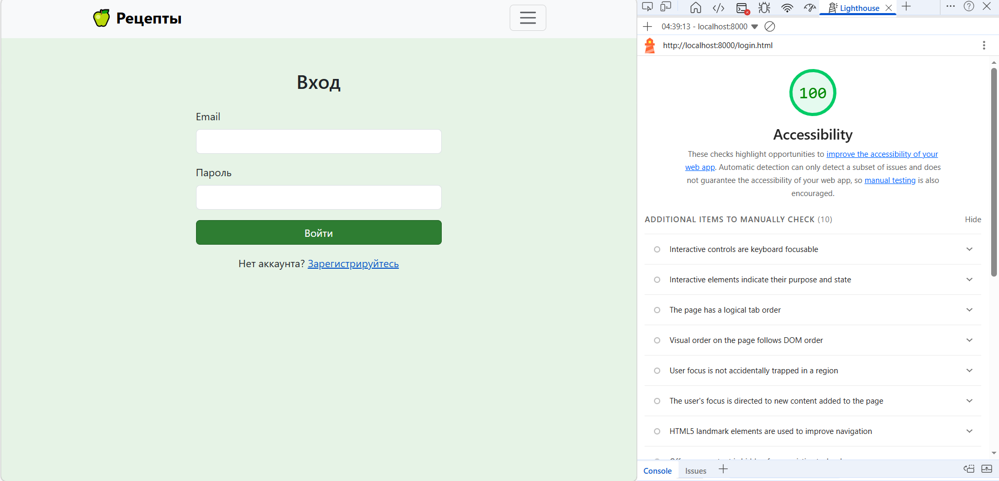 Рецепты
Вход
Email
Пароль
Войти
Нет аккаунта? Зарегистрируйтесь
Lighthouse
04:39:13 - localhost:8000
http://localhost:8000/login.html
100
Accessibility
These checks highlight opportunities to improve the accessibility of your
web app. Automatic detection can only detect a subset of issues and does
not guarantee the accessibility of your web app, so manual testing is also
encouraged.
ADDITIONAL ITEMS TO MANUALLY CHECK (10)
Hide
Interactive controls are keyboard focusable
Interactive elements indicate their purpose and state
The page has a logical tab order
Visual order on the page follows DOM order
User focus is not accidentally trapped in a region
The user's focus is directed to new content added to the page
HTML5 landmark elements are used to improve navigation
Console
Issues